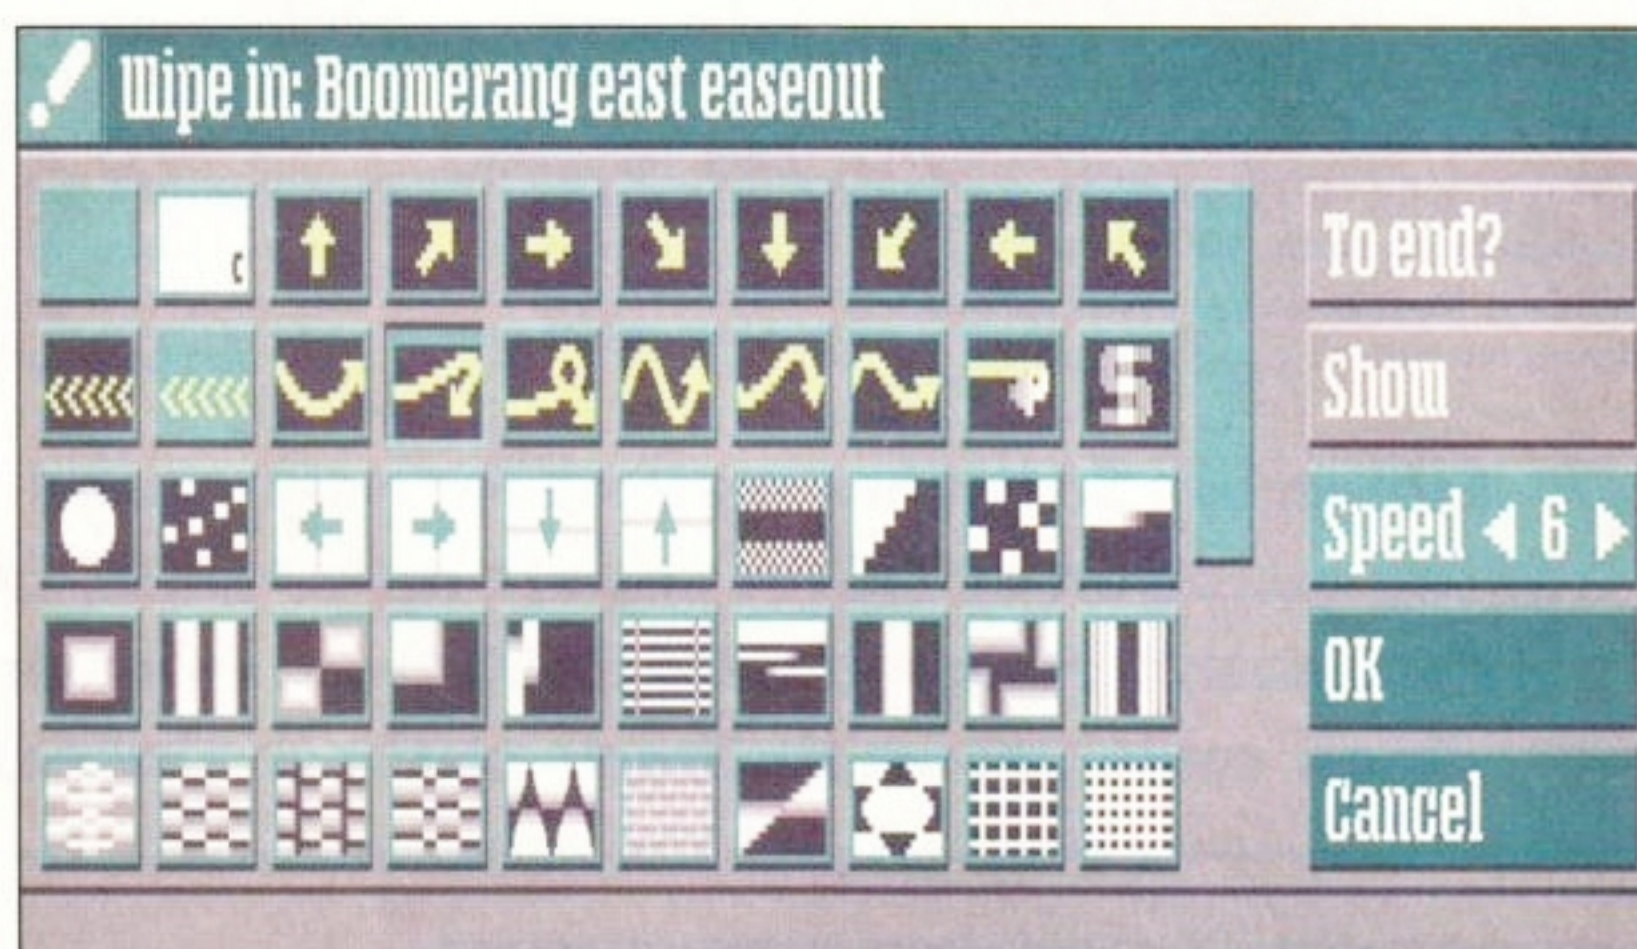 Wipe in: Boomerang east easeout
C
To end?
S
Show
Speed 6
OK
Cancel